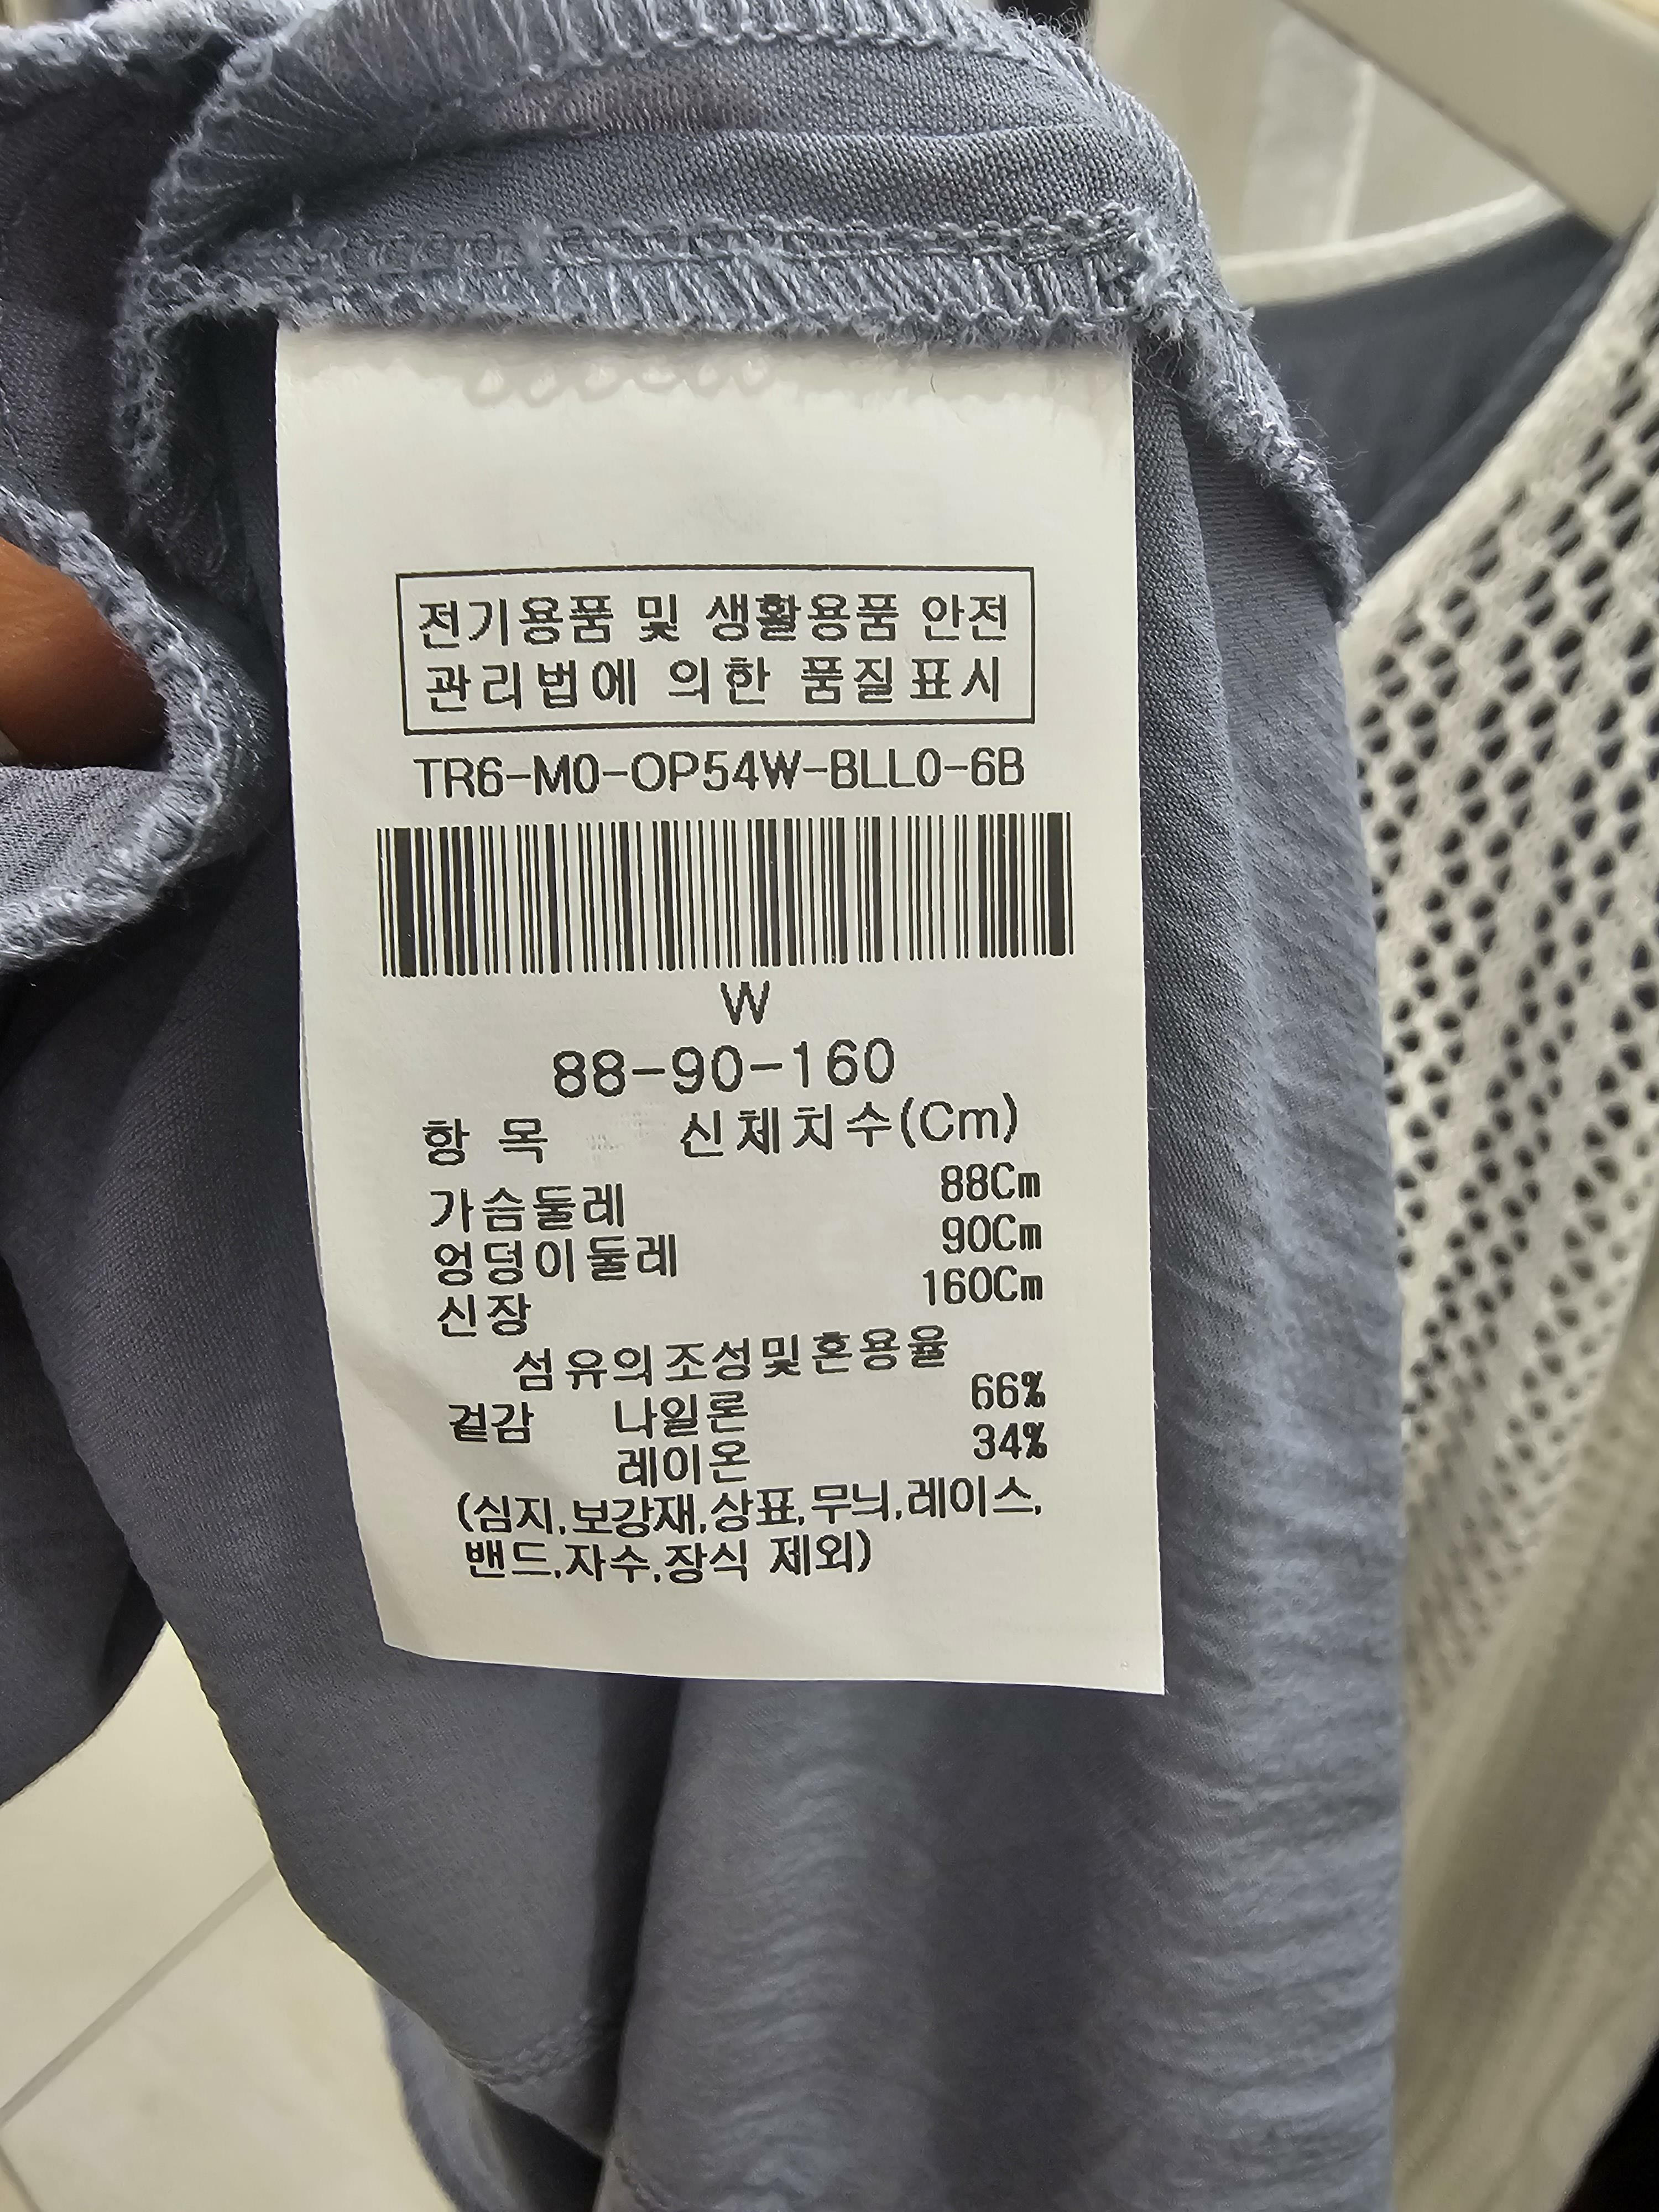 전기용품 및 생활용품 안전
관리법에 의한 품질표시
TR6-M0-OP54W-BLL0-6B
W
88-90-160
항 목 신체치수(Cm)
가슴둘레 88Cm
엉덩이둘레 90Cm
신장 160Cm
섬유의조성및혼용율
겉감 나일론 66%
레이온 34%
(심지,보강재,상표,무늬,레이스,
밴드,자수,장식 제외)